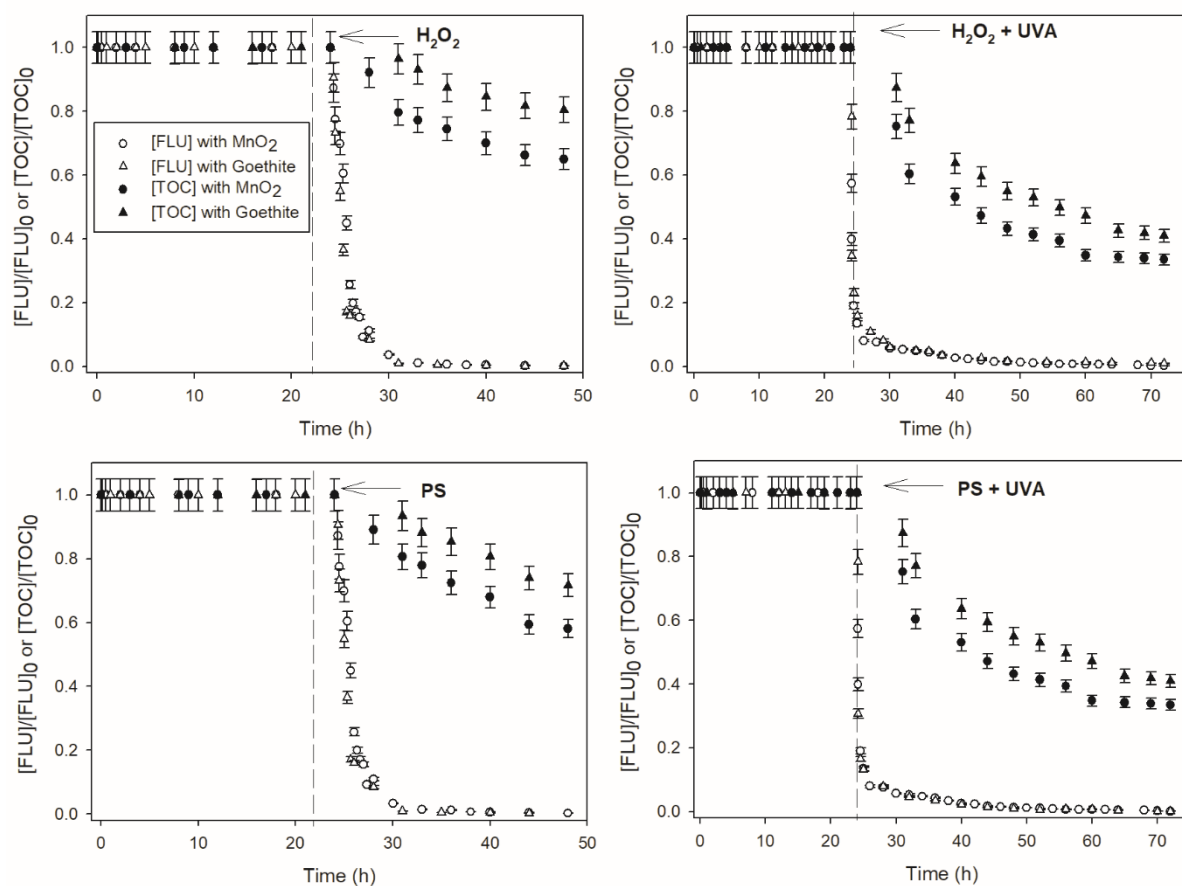 [FLU]/[FLU]0 or [TOC]/[TOC]0
1.0
0.8
0.6
0.4
0.2
0.0
H2O2
[FLU] with MnO2
[FLU] with Goethite
[TOC] with MnO2
[TOC] with Goethite
0 10 20 30 40 50
Time (h)
[FLU]/[FLU]0 or [TOC]/[TOC]0
1.0
0.8
0.6
0.4
0.2
0.0
H2O2 + UVA
0 10 20 30 40 50 60 70
Time (h)
[FLU]/[FLU]0 or [TOC]/[TOC]0
1.0
0.8
0.6
0.4
0.2
0.0
PS
0 10 20 30 40 50
Time (h)
[FLU]/[FLU]0 or [TOC]/[TOC]0
1.0
0.8
0.6
0.4
0.2
0.0
PS + UVA
0 10 20 30 40 50 60 70
Time (h)